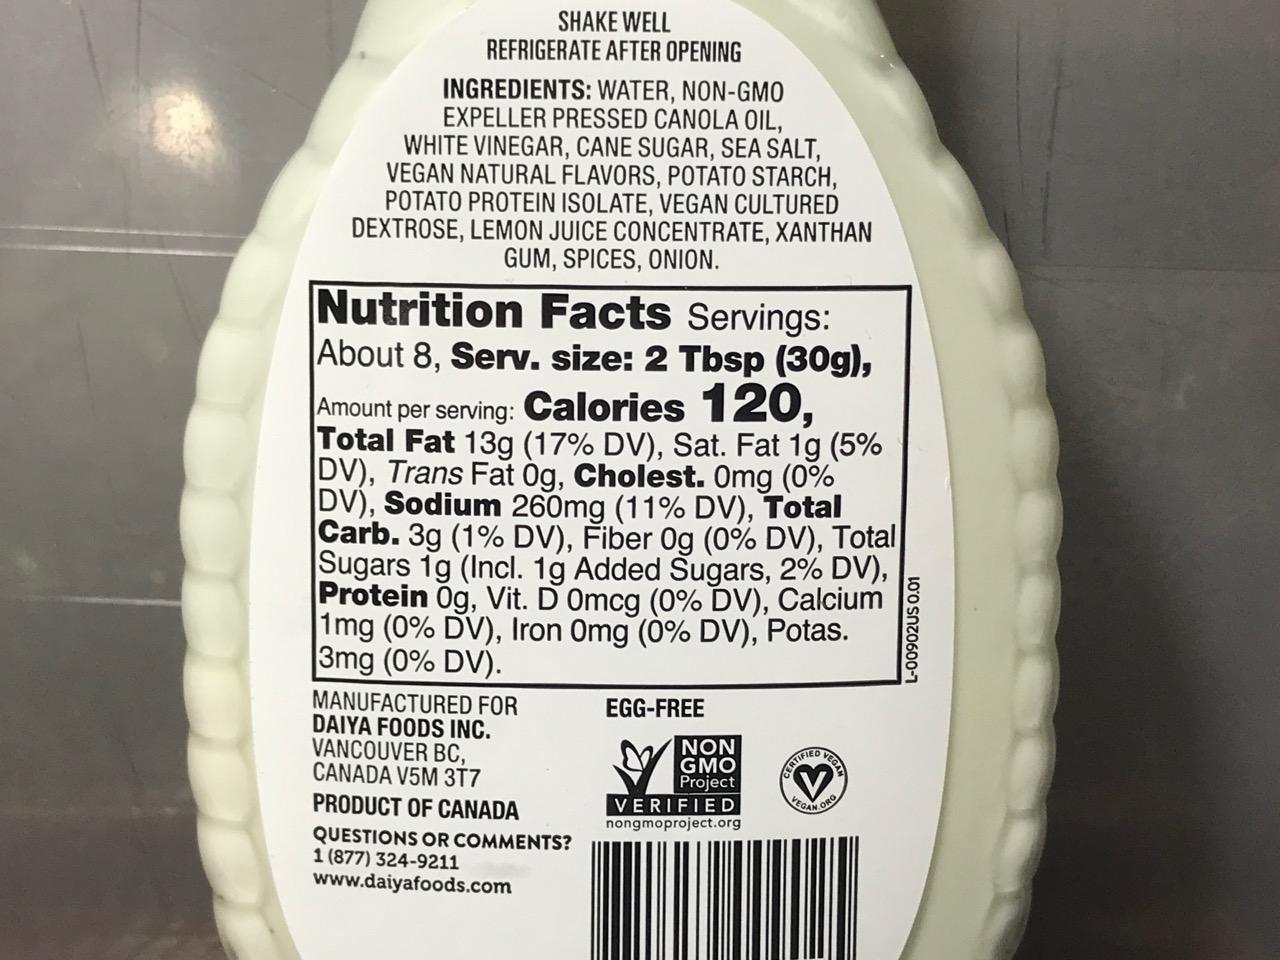 SHAKE WELL
REFRIGERATE AFTER OPENING
INGREDIENTS: WATER, NON-GMO
EXPELLER PRESSED CANOLA OIL,
WHITE VINEGAR, CANE SUGAR, SEA SALT,
VEGAN NATURAL FLAVORS, POTATO STARCH,
POTATO PROTEIN ISOLATE, VEGAN CULTURED
DEXTROSE, LEMON JUICE CONCENTRATE, XANTHAN
GUM, SPICES, ONION.
Nutrition Facts Servings:
About 8, Serv. size: 2 Tbsp (30g),
Amount per serving: Calories 120,
Total Fat 13g (17% DV), Sat. Fat 1g (5%
DV), Trans Fat 0g, Cholest. 0mg (0%
DV), Sodium 260mg (11% DV), Total
Carb. 3g (1% DV), Fiber 0g (0% DV), Total
Sugars 1g (Incl. 1g Added Sugars, 2% DV),
Protein 0g, Vit. D 0mcg (0% DV), Calcium
1mg (0% DV), Iron 0mg (0% DV), Potas.
3mg (0% DV).
L-00902US 0.01
MANUFACTURED FOR
DAIYA FOODS INC.
VANCOUVER BC,
CANADA V5M 3T7
PRODUCT OF CANADA
QUESTIONS OR COMMENTS?
1 (877) 324-9211
www.daiyafoods.com
EGG-FREE
NON
GMO
Project
VERIFIED
nongmoproject.org
CERTIFIED VEGAN
VEGAN.ORG